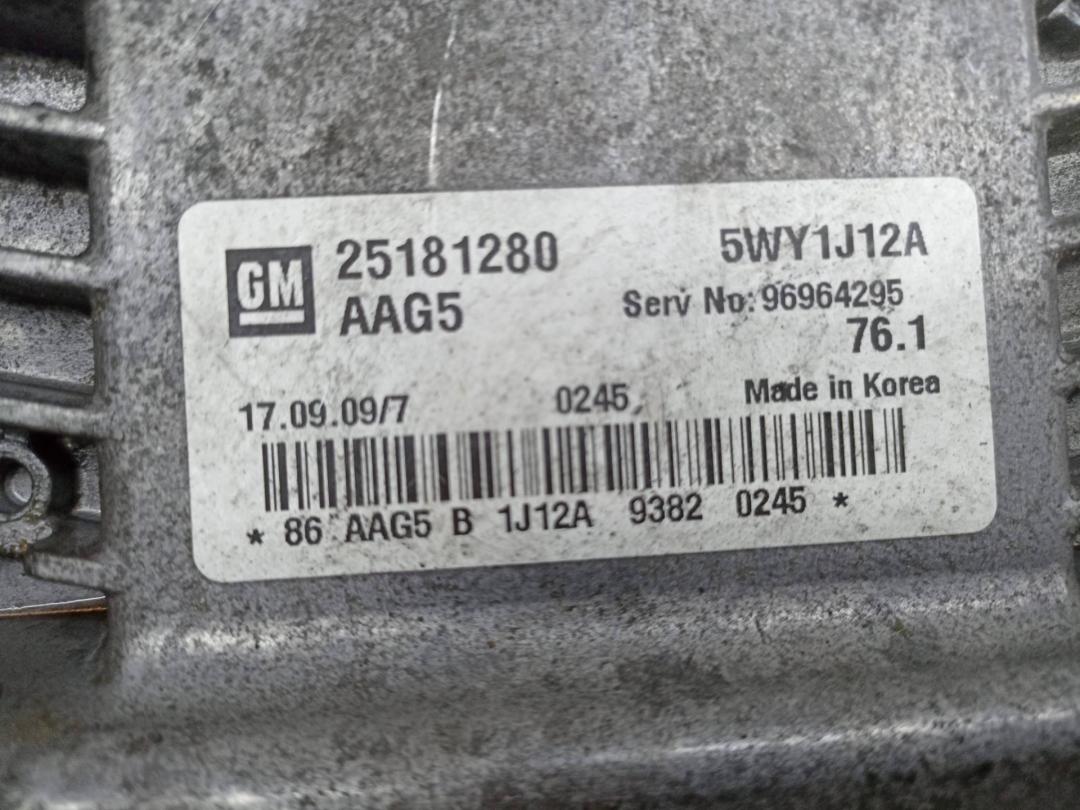 GM 25181280 5WY1J12A
AAG5 Serv No: 96964295
76.1
17.09.09/7 0245 Made in Korea
* 86 AAG5 B 1J12A 9382 0245 *